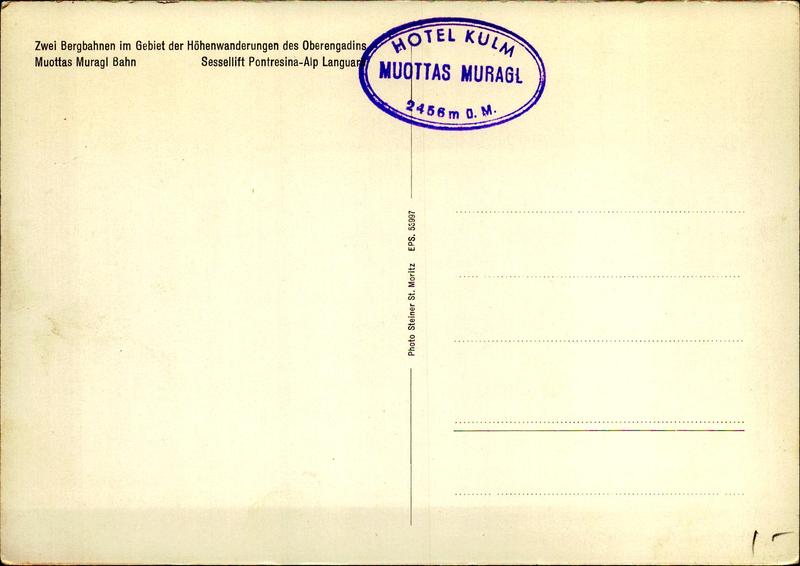 Zwei Bergbahnen im Gebiet der Höhenwanderungen des Oberengadins
Muottas Muragl Bahn Sessellift Pontresina-Alp Languard
HOTEL KULM
MUOTTAS MURAGL
2456m Ü. M.
Photo Steiner St. Moritz EPS.
1 -